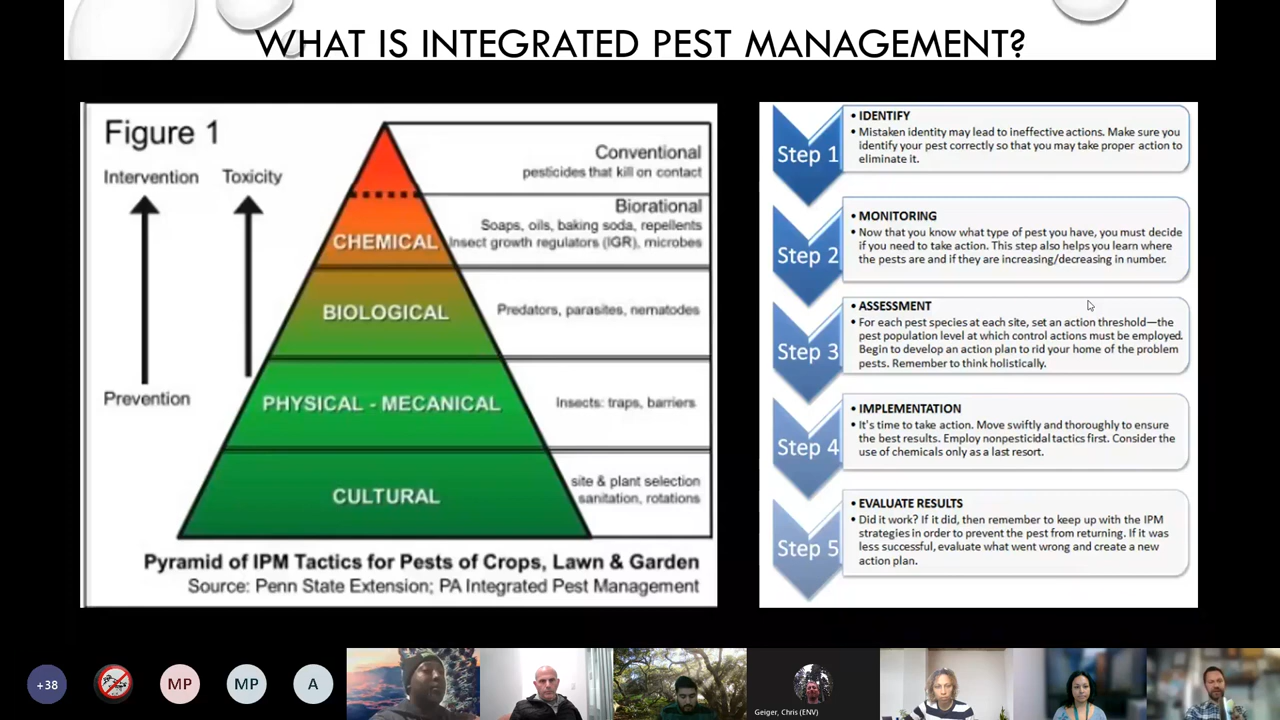 WHAT IS INTEGRATED PEST MANAGEMENT?
Figure 1
Intervention
Toxicity
Prevention
Conventional
pesticides that kill on contact
Biorational
Soaps, oils, baking soda, repellents
Insect growth regulators (IGR), microbes
CHEMICAL
BIOLOGICAL
Predators, parasites, nematodes
PHYSICAL - MECANICAL
Insects: traps, barriers
CULTURAL
site & plant selection
sanitation, rotations
Pyramid of IPM Tactics for Pests of Crops, Lawn & Garden
Source: Penn State Extension; PA Integrated Pest Management
Step 1
• IDENTIFY
• Mistaken identity may lead to ineffective actions. Make sure you
identify your pest correctly so that you may take proper action to
eliminate it.
Step 2
• MONITORING
• Now that you know what type of pest you have, you must decide
if you need to take action. This step also helps you learn where
the pests are and if they are increasing/decreasing in number.
Step 3
• ASSESSMENT
• For each pest species at each site, set an action threshold—the
pest population level at which control actions must be employed.
Begin to develop an action plan to rid your home of the problem
pests. Remember to think holistically.
Step 4
• IMPLEMENTATION
• It's time to take action. Move swiftly and thoroughly to ensure
the best results. Employ nonpesticidal tactics first. Consider the
use of chemicals only as a last resort.
Step 5
• EVALUATE RESULTS
• Did it work? If it did, then remember to keep up with the IPM
strategies in order to prevent the pest from returning. If it was
less successful, evaluate what went wrong and create a new
action plan.
+38
MP
MP
A
Geiger, Chris (ENV)